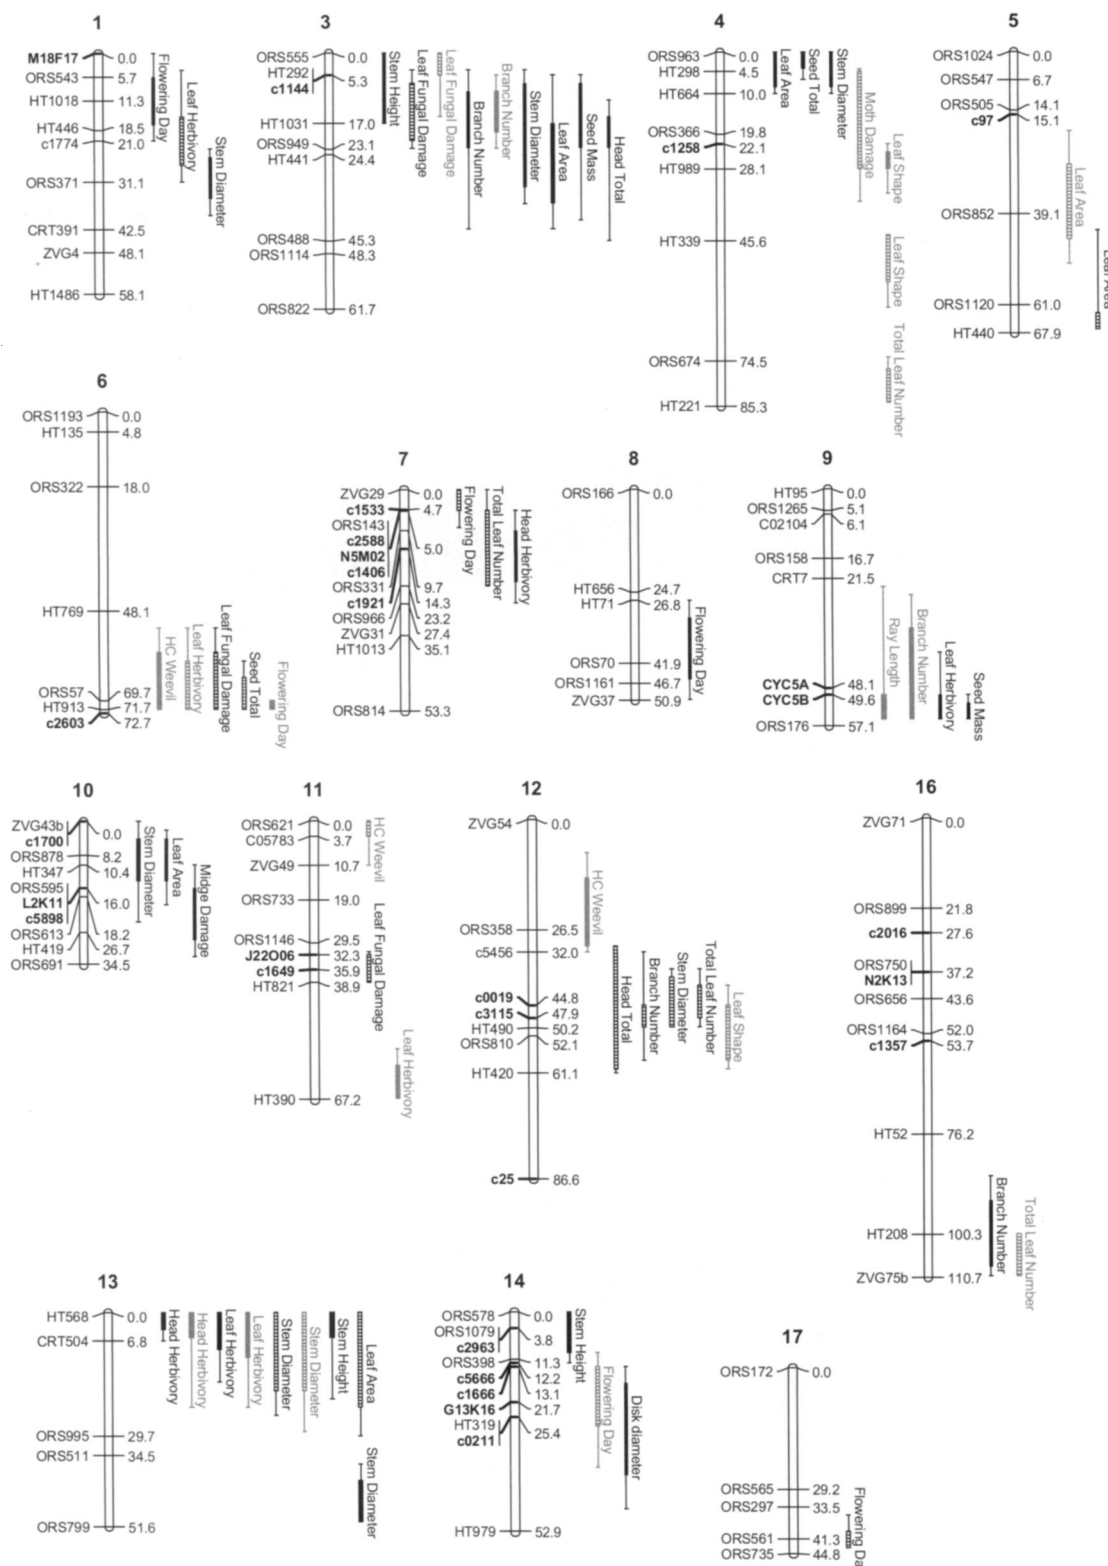 1
M18F17 0.0
ORS543 5.7
HT1018 11.3
HT446 18.5
c1774 21.0
ORS371 31.1
CRT391 42.5
ZVG4 48.1
HT1486 58.1
Flowering Day
Leaf Herbivory
Stem Diameter
3
ORS555 0.0
HT292 5.3
c1144
HT1031 17.0
ORS949 23.1
HT441 24.4
ORS488 45.3
ORS1114 48.3
ORS822 61.7
Stem Height
Leaf Fungal Damage
Leaf Fungal Damage
Branch Number
Branch Number
Stem Diameter
Leaf Area
Seed Mass
Head Total
4
ORS963 0.0
HT298 4.5
HT664 10.0
ORS366 19.8
c1258 22.1
HT989 28.1
HT339 45.6
ORS674 74.5
HT221 85.3
Leaf Area
Seed Total
Stem Diameter
Moth Damage
Leaf Shape
Leaf Shape
Total Leaf Number
5
ORS1024 0.0
ORS547 6.7
ORS505 14.1
c97 15.1
ORS852 39.1
ORS1120 61.0
HT440 67.9
Leaf Area
Leaf Area
6
ORS1193 0.0
HT135 4.8
ORS322 18.0
HT769 48.1
ORS57 69.7
HT913 71.7
c2603 72.7
HC Weevil
Leaf Herbivory
Leaf Fungal Damage
Seed Total
Flowering Day
7
ZVG29 0.0
c1533 4.7
ORS143
c2588
N5M02 5.0
c1406
ORS331 9.7
c1921 14.3
ORS966 23.2
ZVG31 27.4
HT1013 35.1
ORS814 53.3
Flowering Day
Total Leaf Number
Head Herbivory
8
ORS166 0.0
HT656 24.7
HT71 26.8
ORS70 41.9
ORS1161 46.7
ZVG37 50.9
Flowering Day
9
HT95 0.0
ORS1265 5.1
C02104 6.1
ORS158 16.7
CRT7 21.5
CYC5A 48.1
CYC5B 49.6
ORS176 57.1
Ray Length
Branch Number
Leaf Herbivory
Seed Mass
10
ZVG43b 0.0
c1700
ORS878 8.2
HT347 10.4
ORS595
L2K11 16.0
c5898
ORS613 18.2
HT419 26.7
ORS691 34.5
Stem Diameter
Leaf Area
Midge Damage
11
ORS621 0.0
C05783 3.7
ZVG49 10.7
ORS733 19.0
ORS1146 29.5
J22O06 32.3
c1649 35.9
HT821 38.9
HT390 67.2
HC Weevil
Leaf Fungal Damage
Leaf Herbivory
12
ZVG54 0.0
ORS358 26.5
c5456 32.0
c0019 44.8
c3115 47.9
HT490 50.2
ORS810 52.1
HT420 61.1
c25 86.6
HC Weevil
Head Total
Branch Number
Stem Diameter
Total Leaf Number
Leaf Shape
16
ZVG71 0.0
ORS899 21.8
c2016 27.6
ORS750 37.2
N2K13
ORS656 43.6
ORS1164 52.0
c1357 53.7
HT52 76.2
HT208 100.3
ZVG75b 110.7
Branch Number
Total Leaf Number
13
HT568 0.0
CRT504 6.8
ORS995 29.7
ORS511 34.5
ORS799 51.6
Head Herbivory
Head Herbivory
Leaf Herbivory
Leaf Herbivory
Stem Diameter
Stem Diameter
Stem Height
Leaf Area
Stem Diameter
14
ORS578 0.0
ORS1079 3.8
c2963
ORS398 11.3
c5666 12.2
c1666 13.1
G13K16 21.7
HT319 25.4
c0211
HT979 52.9
Stem Height
Flowering Day
Disk diameter
17
ORS172 0.0
ORS565 29.2
ORS297 33.5
ORS561 41.3
ORS735 44.8
Flowering Da